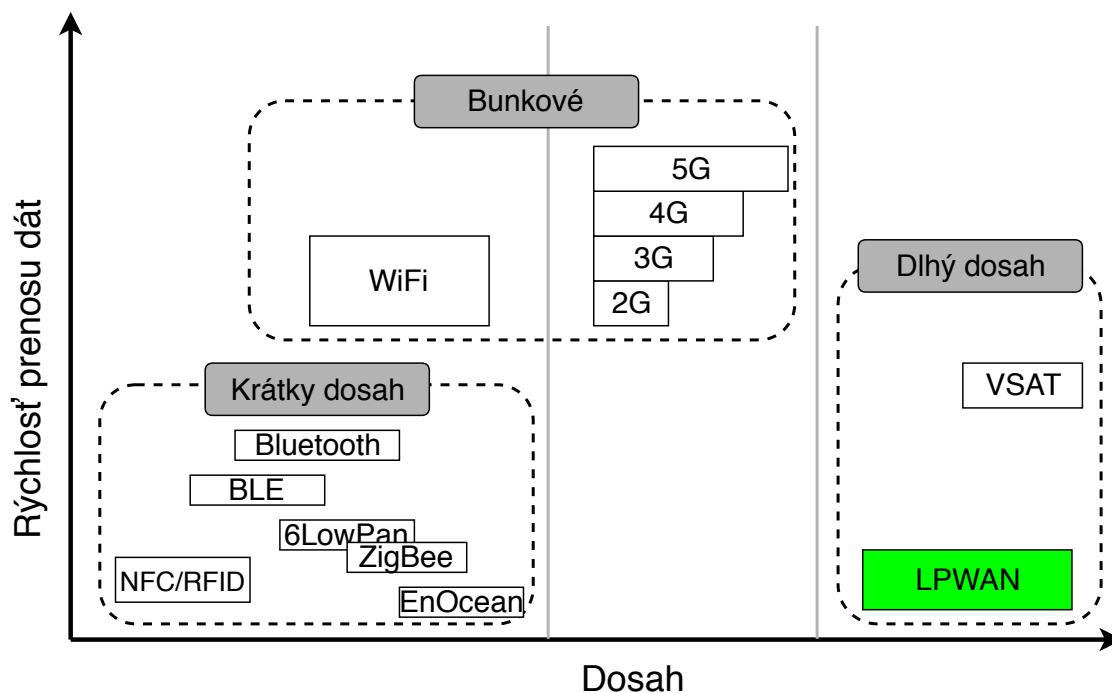 Bunkové
5G
4G
3G
2G
WiFi
Dlhý dosah
VSAT
LPWAN
Krátky dosah
Bluetooth
BLE
6LowPan
ZigBee
NFC/RFID
EnOcean
Rýchlosť prenosu dát
Dosah